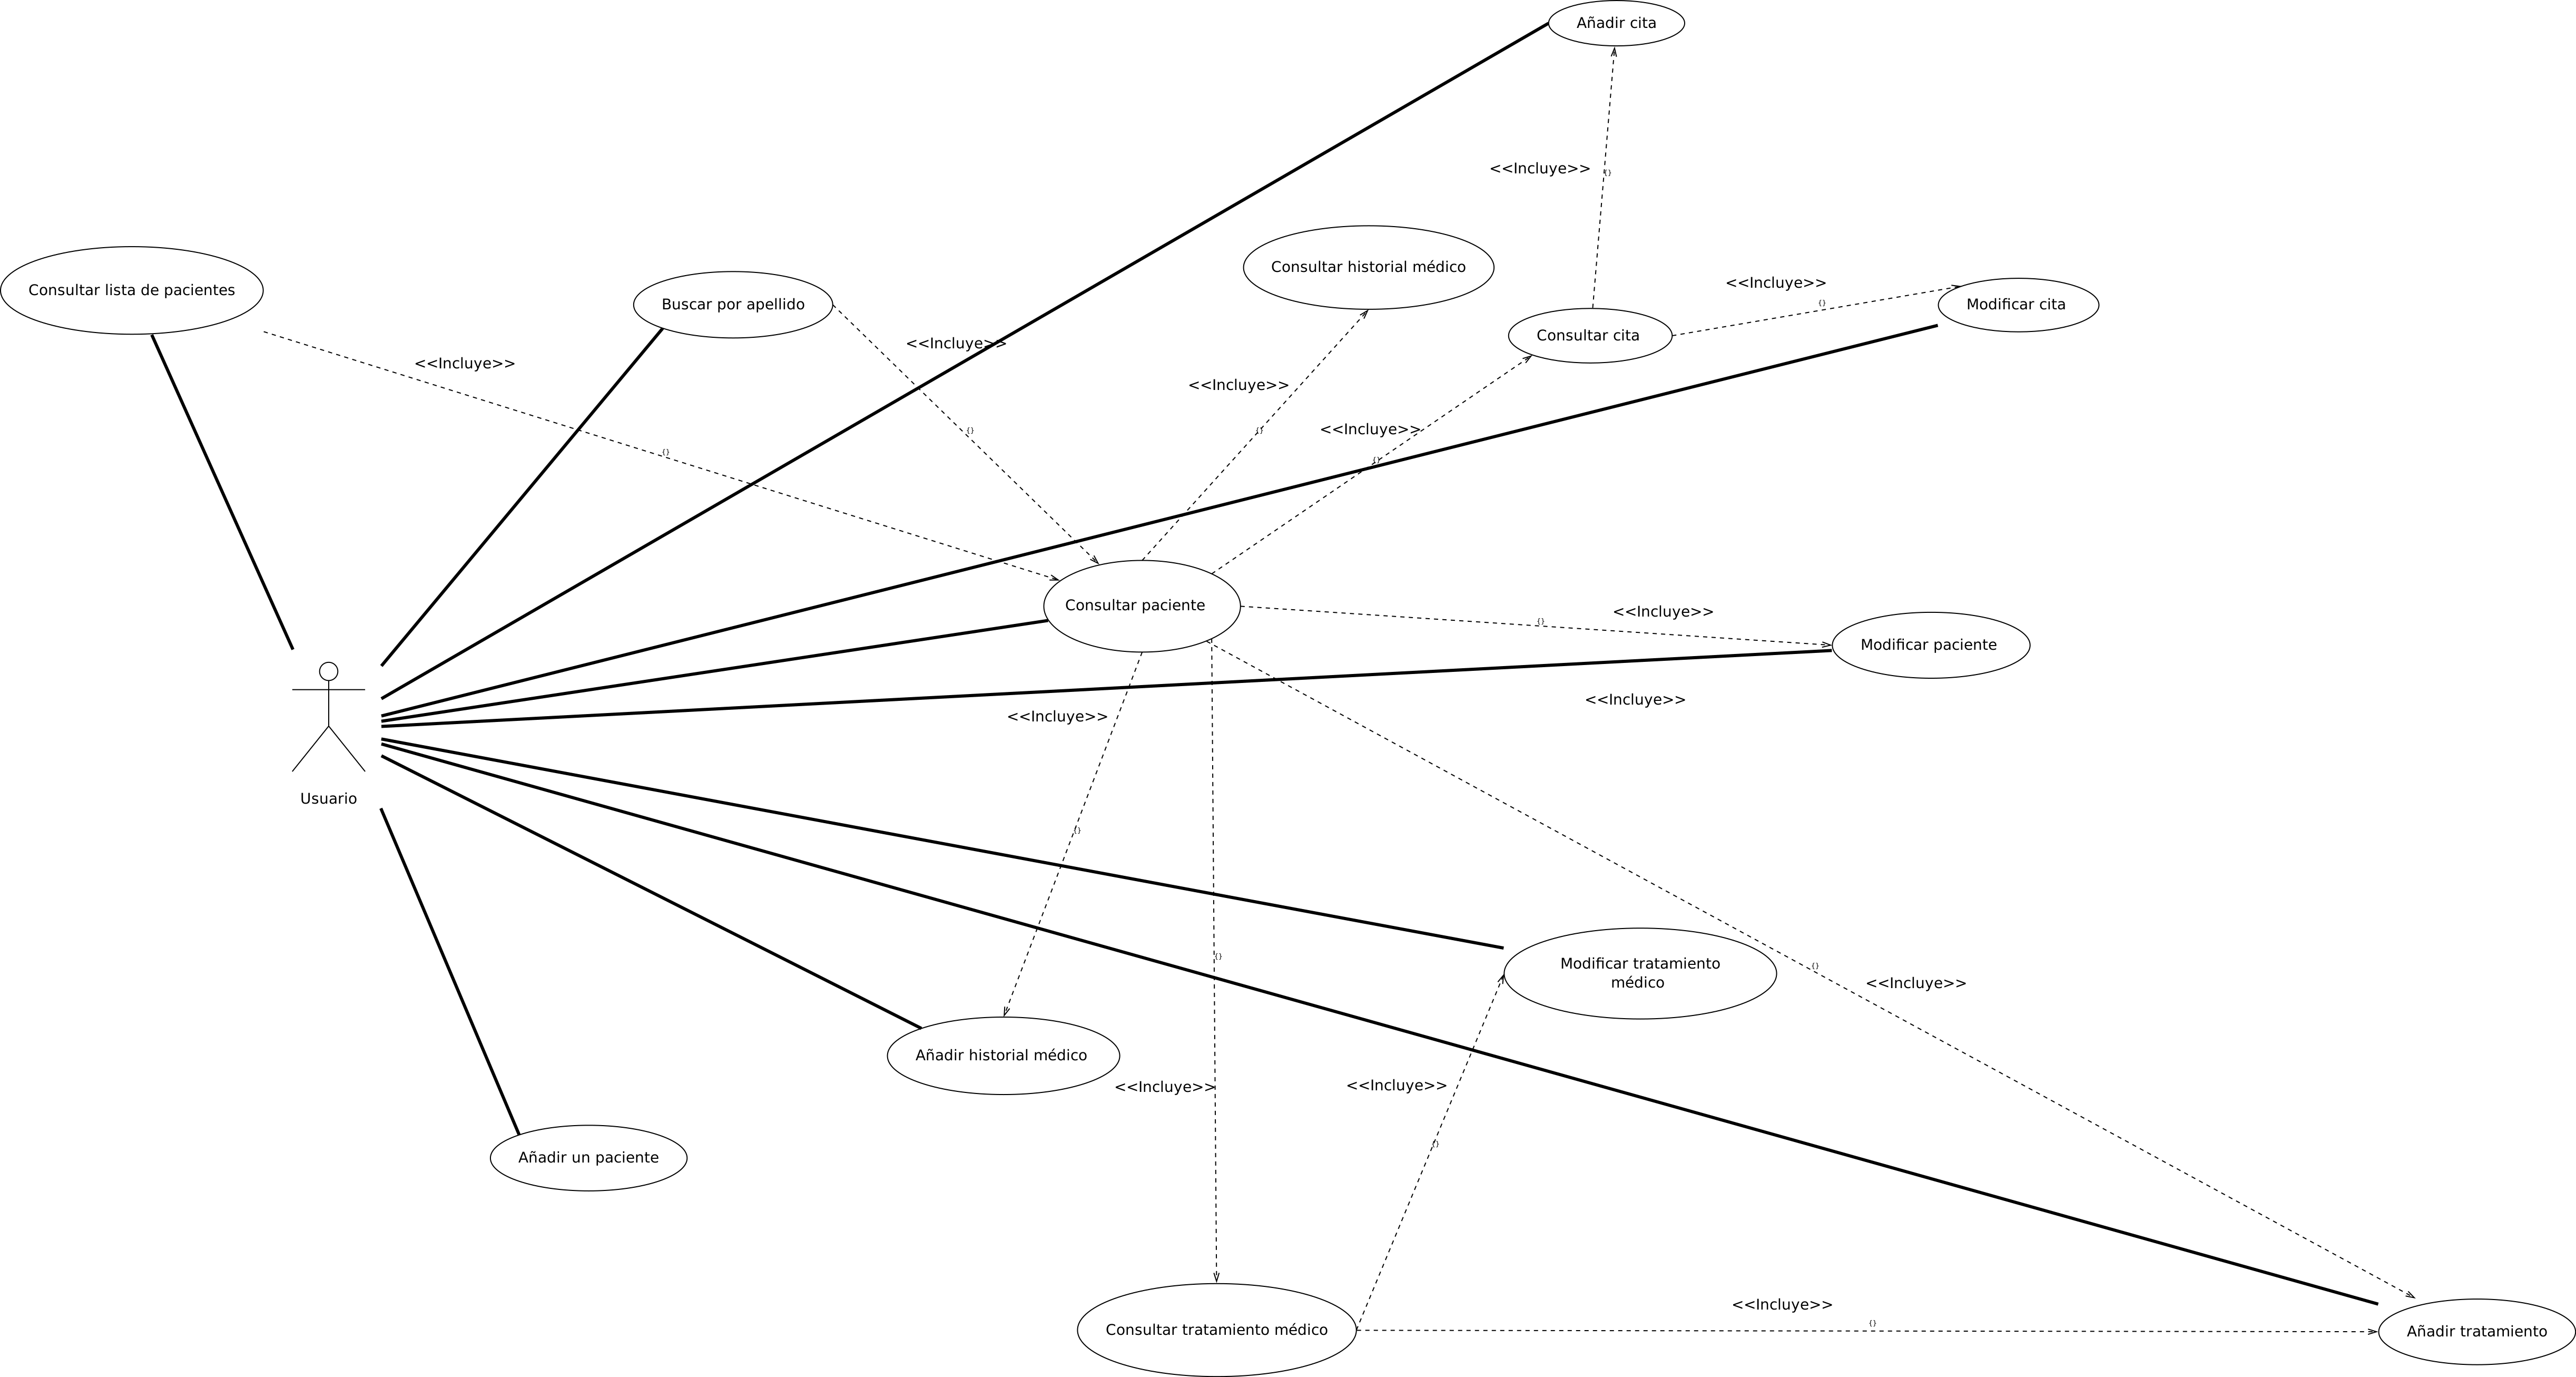 Añadir cita
<<Incluye>>
{}
Consultar historial médico
Consultar lista de pacientes
Buscar por apellido
<<Incluye>>
{}
Modificar cita
Consultar cita
<<Incluye>>
<<Incluye>>
<<Incluye>>
<<Incluye>>
{}
{}
{}
{}
Consultar paciente
<<Incluye>>
{}
Modificar paciente
<<Incluye>>
<<Incluye>>
Usuario
{}
{}
{}
Modificar tratamiento
médico
<<Incluye>>
Añadir historial médico
<<Incluye>>
<<Incluye>>
{}
Añadir un paciente
<<Incluye>>
{}
Consultar tratamiento médico
Añadir tratamiento